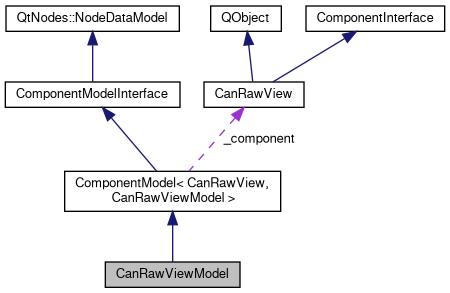 QtNodes::NodeDataModel
QObject
ComponentInterface
ComponentModelInterface
CanRawView
_component
ComponentModel< CanRawView,
CanRawViewModel >
CanRawViewModel